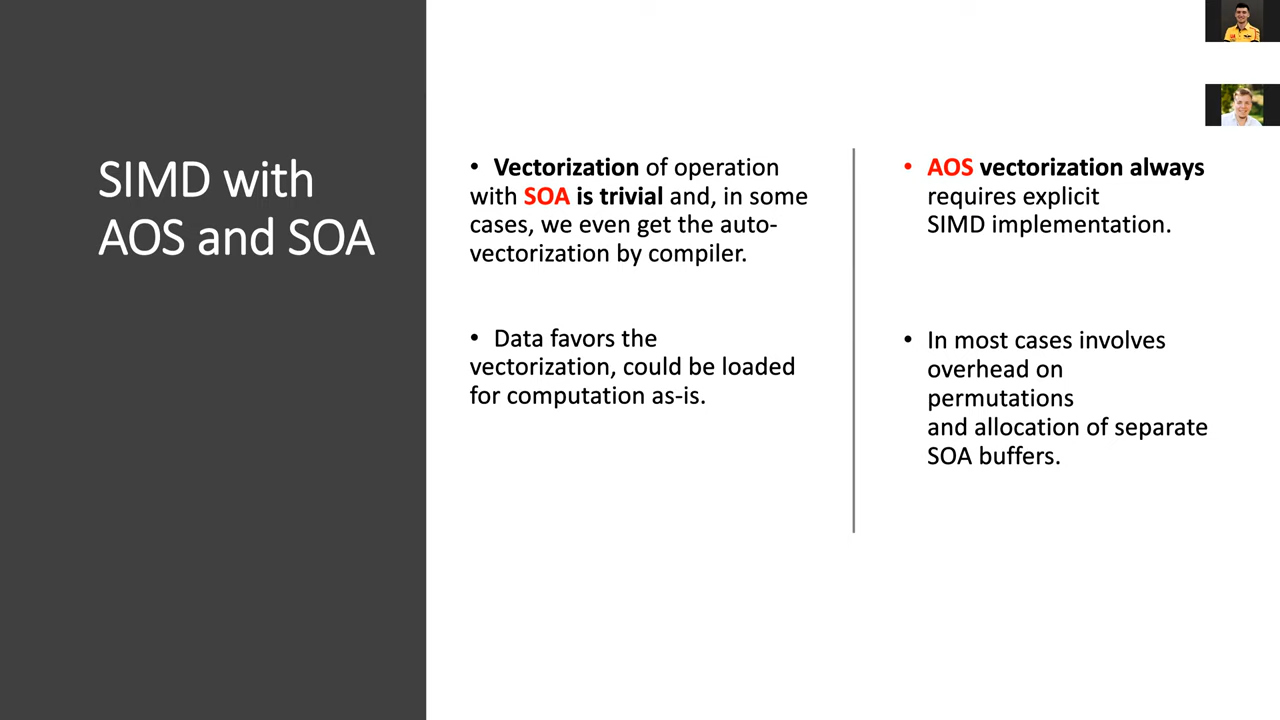 SIMD with
AOS and SOA
• Vectorization of operation
with SOA is trivial and, in some
cases, we even get the auto-
vectorization by compiler.
• Data favors the
vectorization, could be loaded
for computation as-is.
• AOS vectorization always
requires explicit
SIMD implementation.
• In most cases involves
overhead on
permutations
and allocation of separate
SOA buffers.